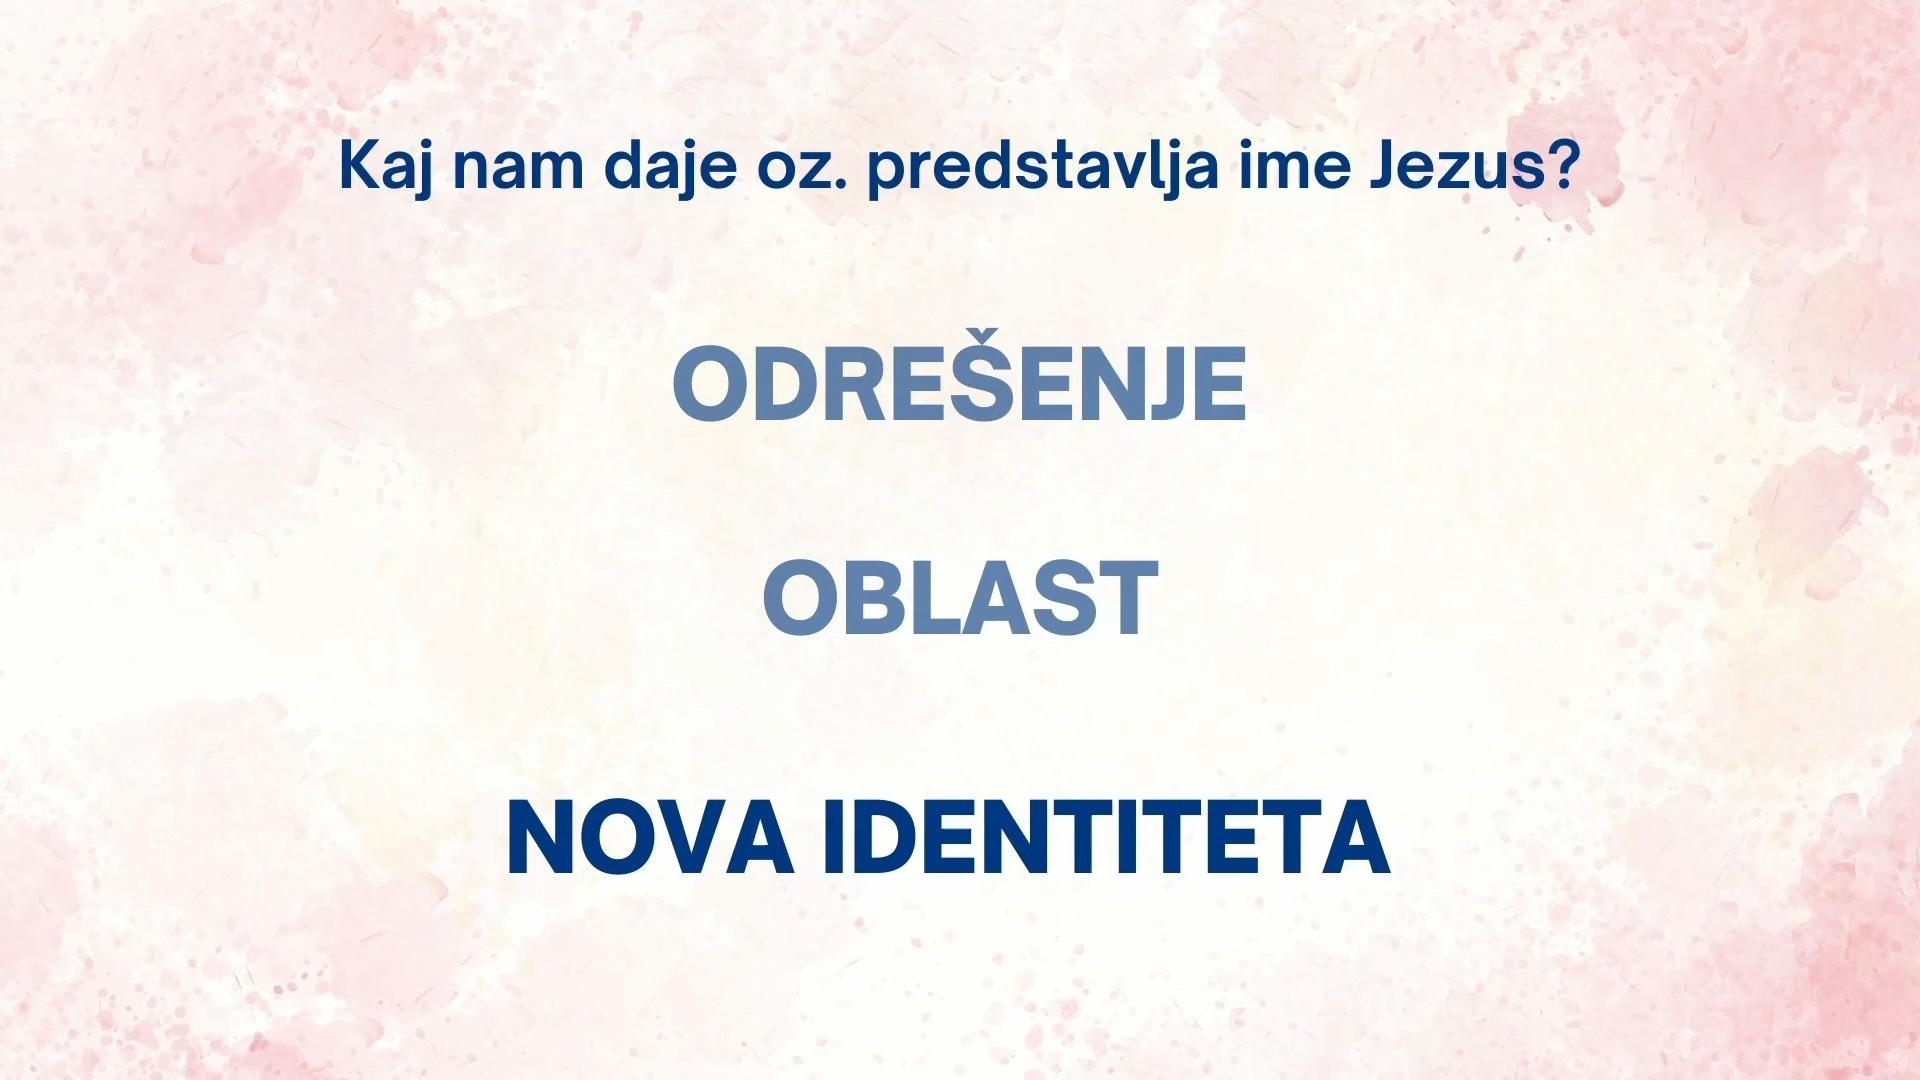 Kaj nam daje oz. predstavlja ime Jezus?
ODREŠENJE
OBLAST
NOVA IDENTITETA